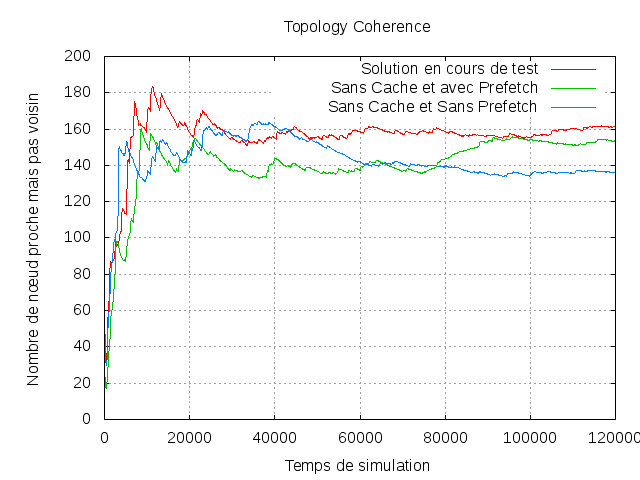 Topology Coherence
Solution en cours de test
Sans Cache et avec Prefetch
Sans Cache et Sans Prefetch
Nombre de nœud proche mais pas voisin
200
180
160
140
120
100
80
60
40
20
0
0 20000 40000 60000 80000 100000 120000
Temps de simulation